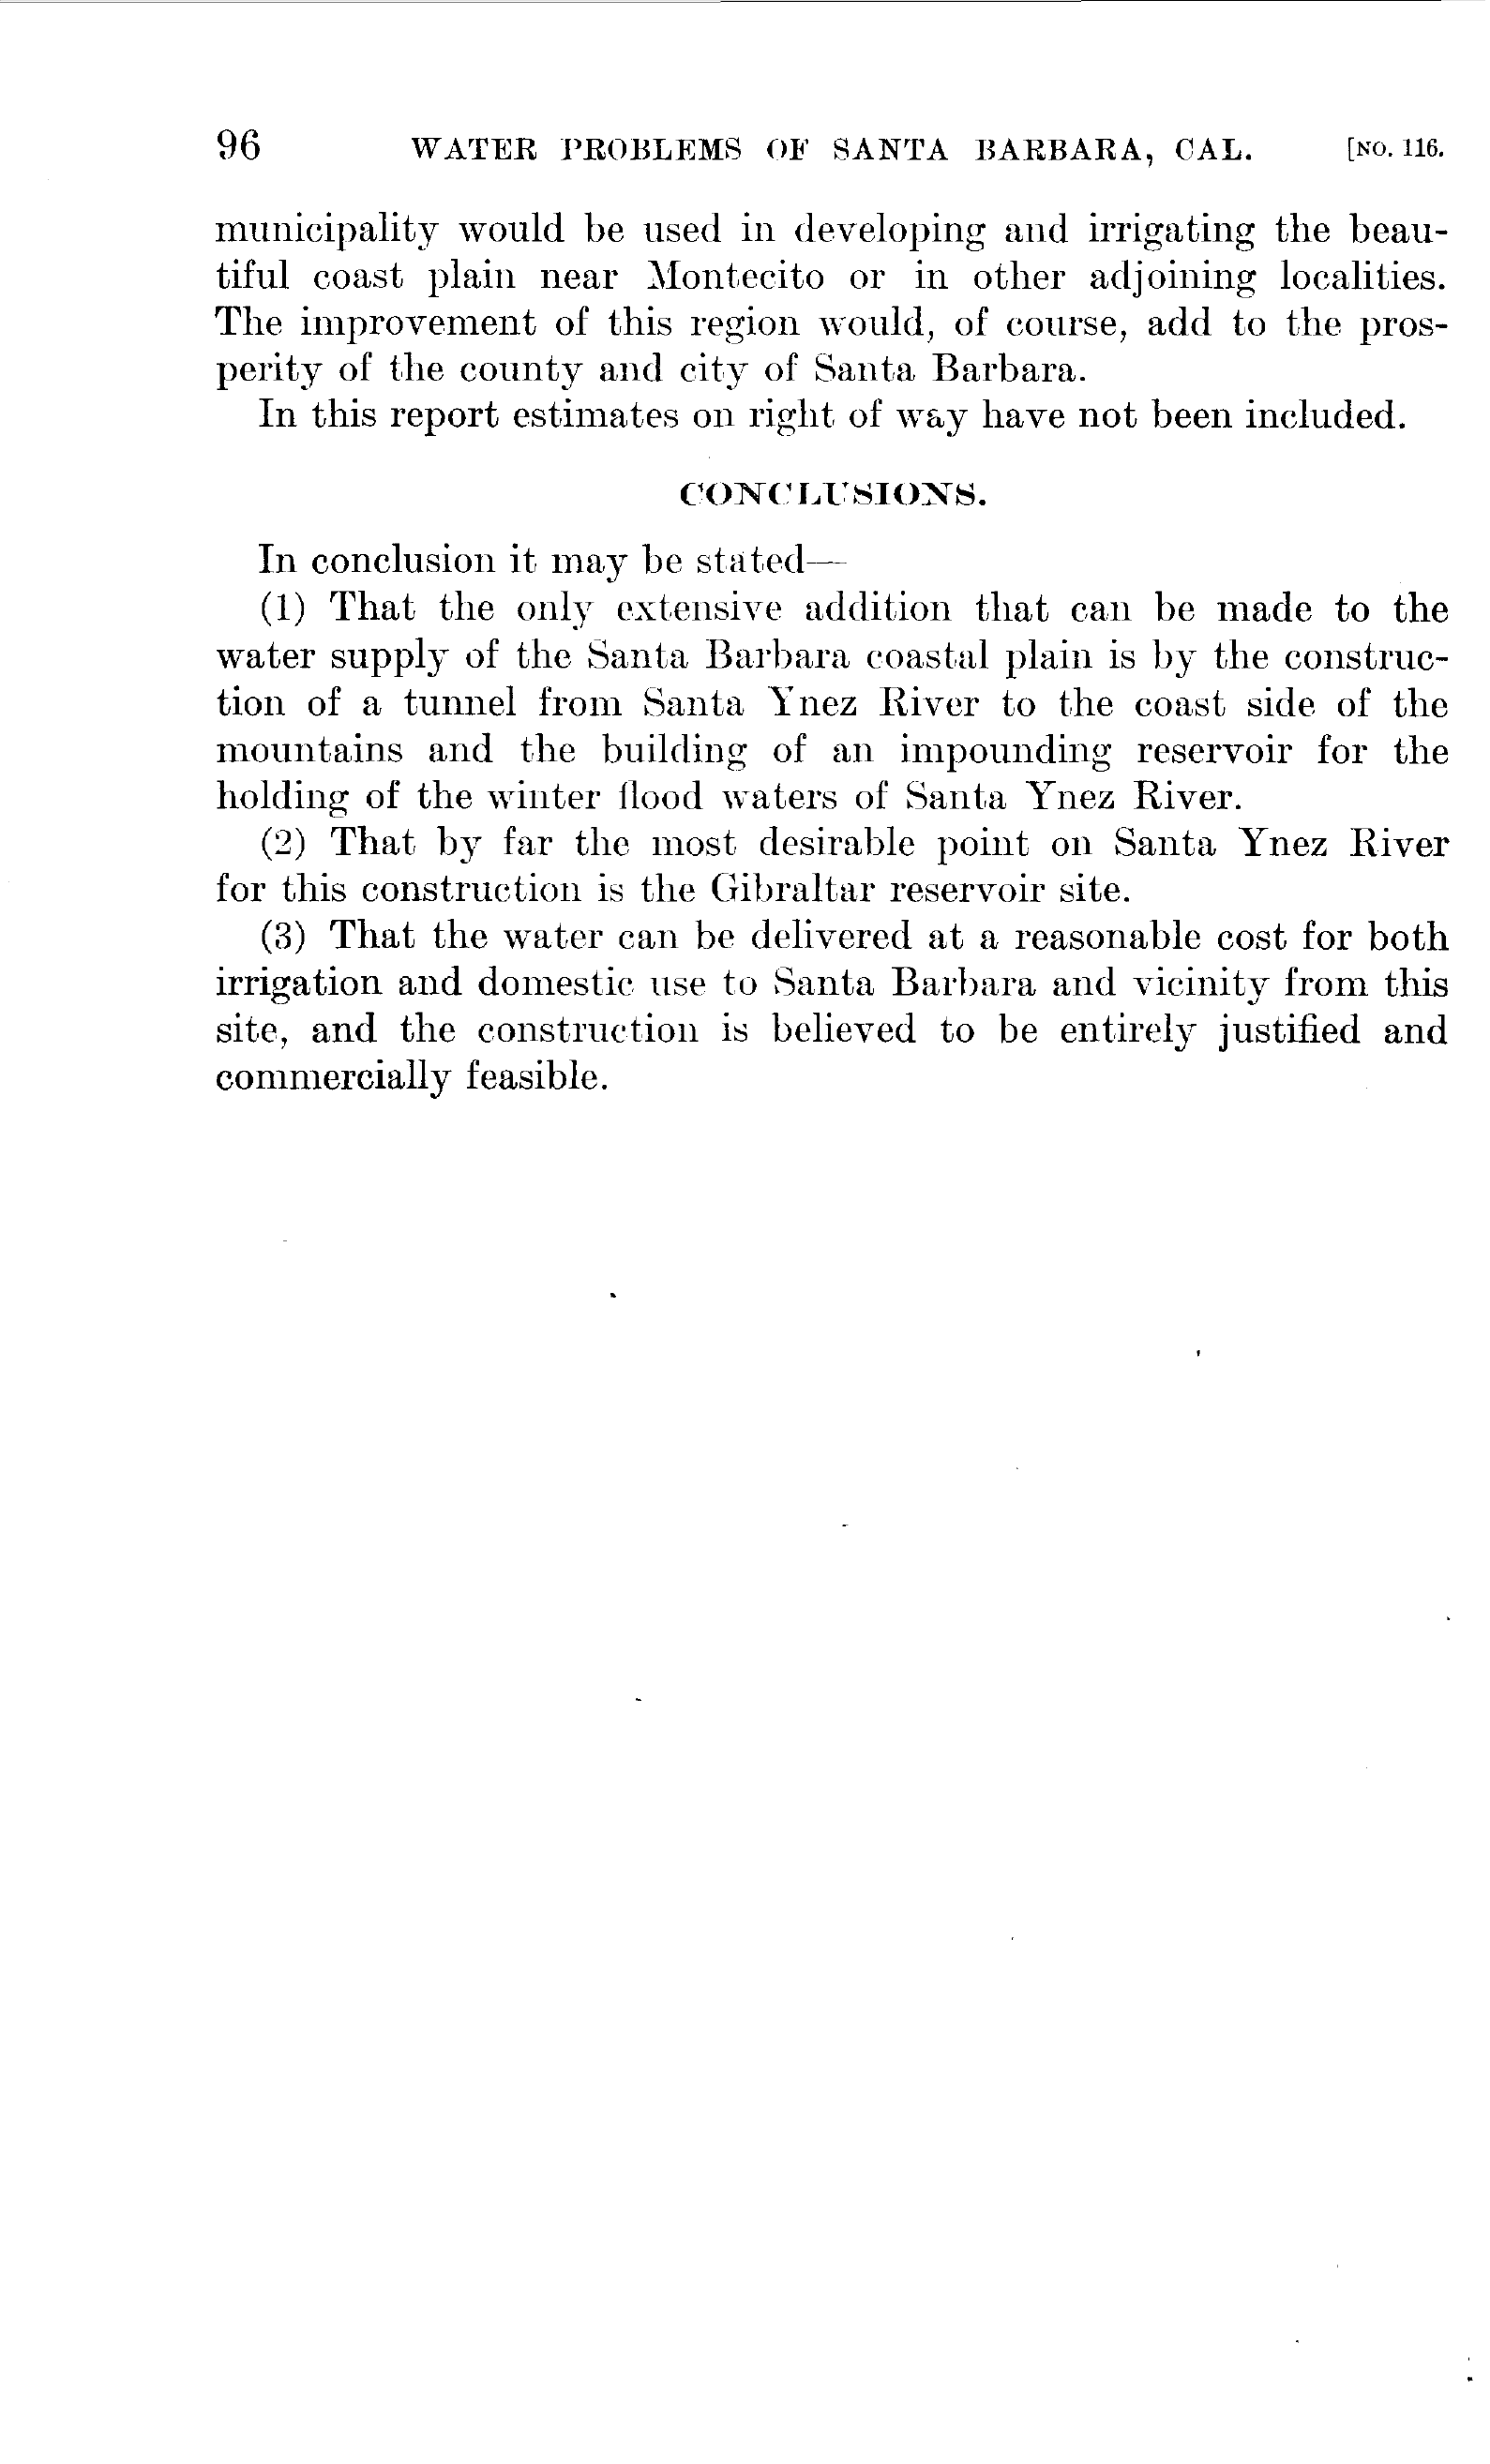 96 WATER PROBLEMS OF SANTA BARBARA, CAL. [NO. 116.
municipality would be used in developing and irrigating the beau-
tiful coast plain near Montecito or in other adjoining localities.
The improvement of this region would, of course, add to the pros-
perity of the county and city of Santa Barbara.
In this report estimates on right of way have not been included.
CONCLUSIONS.
In conclusion it may be stated—
(1) That the only extensive addition that can be made to the
water supply of the Santa Barbara coastal plain is by the construc-
tion of a tunnel from Santa Ynez River to the coast side of the
mountains and the building of an impounding reservoir for the
holding of the winter flood waters of Santa Ynez River.
(2) That by far the most desirable point on Santa Ynez River
for this construction is the Gibraltar reservoir site.
(3) That the water can be delivered at a reasonable cost for both
irrigation and domestic use to Santa Barbara and vicinity from this
site, and the construction is believed to be entirely justified and
commercially feasible.